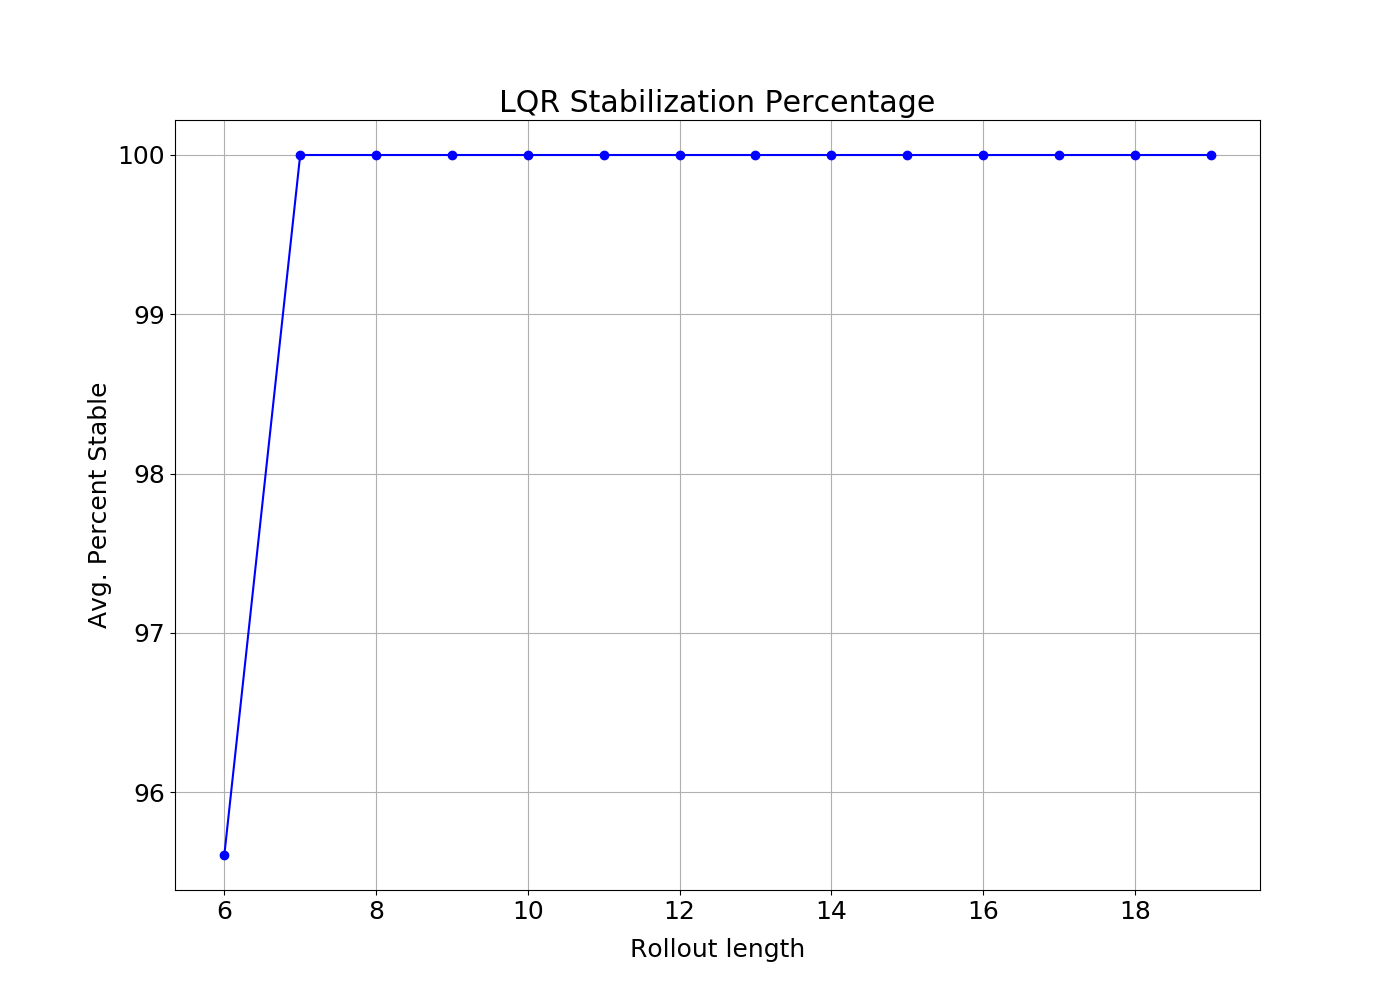 LQR Stabilization Percentage
100
99
98
97
96
Avg. Percent Stable
6 8 10 12 14 16 18
Rollout length